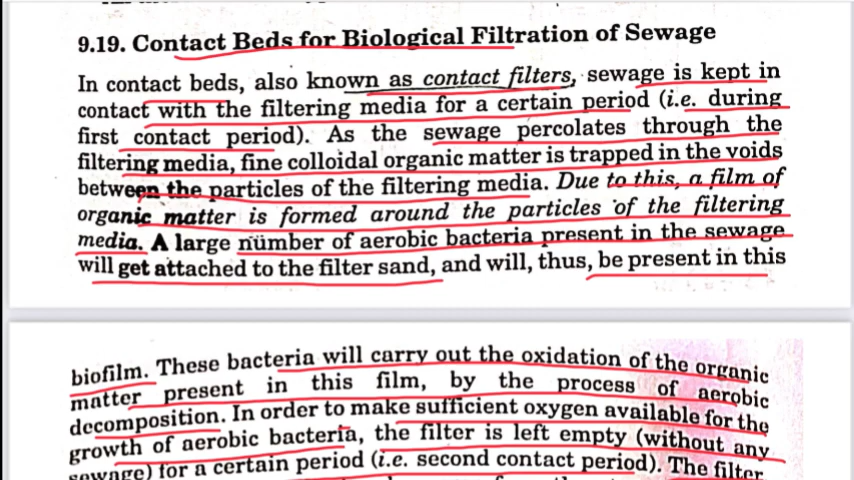 9.19. Contact Beds for Biological Filtration of Sewage
In contact beds, also known as contact filters, sewage is kept in
contact with the filtering media for a certain period (i.e. during
first contact period). As the sewage percolates through the
filtering media, fine colloidal organic matter is trapped in the voids
between the particles of the filtering media. Due to this, a film of
organic matter is formed around the particles of the filtering
media. A large number of aerobic bacteria present in the sewage
will get attached to the filter sand, and will, thus, be present in this
biofilm. These bacteria will carry out the oxidation of the organic
matter present in this film, by the process of aerobic
decomposition. In order to make sufficient oxygen available for the
growth of aerobic bacteria, the filter is left empty (without any
sewage) for a certain period (i.e. second contact period). The filter